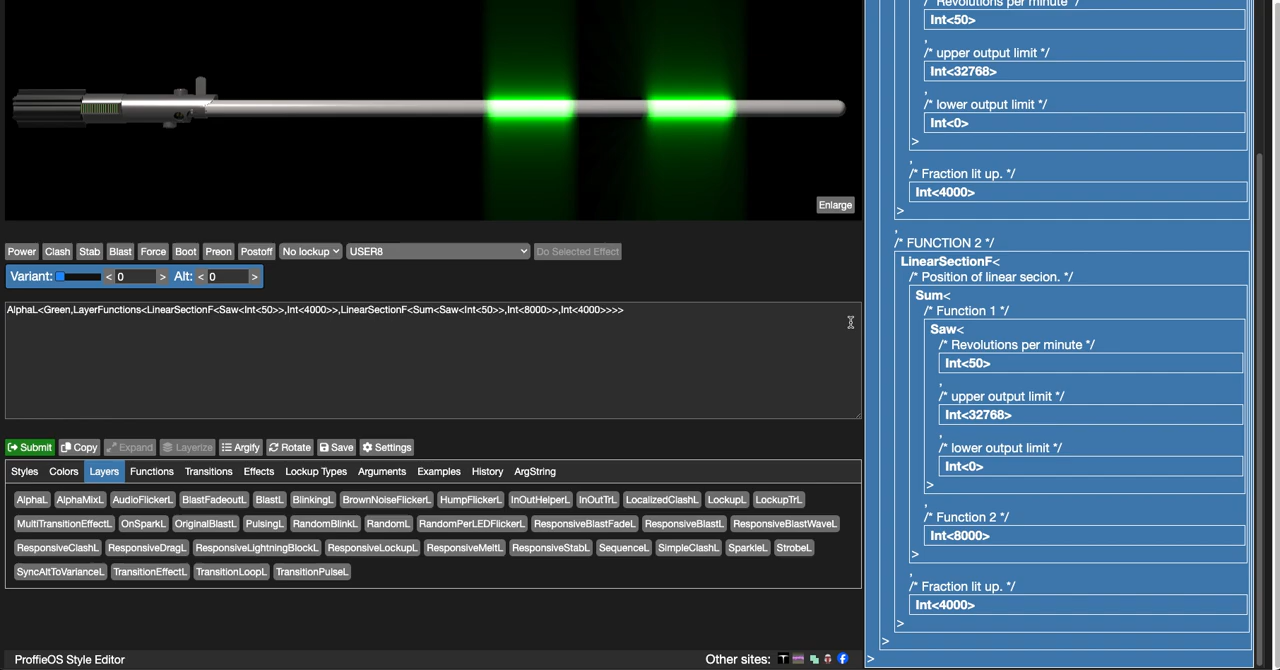 Enlarge
Power Clash Stab Blast Force Boot Preon Postoff No lockup USER8 Do Selected Effect
Variant: < 0 > Alt: < 0 >
AlphaL<Green,LayerFunctions<LinearSectionF<Saw<Int<50>>,Int<4000>>,LinearSectionF<Sum<Saw<Int<50>>,Int<8000>>,Int<4000>>>>
Submit Copy Expand Layerize Argify Rotate Save Settings
Styles Colors Layers Functions Transitions Effects Lockup Types Arguments Examples History ArgString
AlphaL AlphaMixL AudioFlickerL BlastFadeoutL BlastL BlinkingL BrownNoiseFlickerL HumpFlickerL InOutHelperL InOutTrL LocalizedClashL LockupL LockupTrL
MultiTransitionEffectL OnSparkL OriginalBlastL PulsingL RandomBlinkL RandomL RandomPerLEDFlickerL ResponsiveBlastFadeL ResponsiveBlastL ResponsiveBlastWaveL
ResponsiveClashL ResponsiveDragL ResponsiveLightningBlockL ResponsiveLockupL ResponsiveMeltL ResponsiveStabL SequenceL SimpleClashL SparkleL StrobeL
SyncAltToVarianceL TransitionEffectL TransitionLoopL TransitionPulseL
ProffieOS Style Editor
Other sites:
/* Revolutions per minute */
Int<50>
,
/* upper output limit */
Int<32768>
,
/* lower output limit */
Int<0>
>
,
/* Fraction lit up. */
Int<4000>
>
,
/* FUNCTION 2 */
LinearSectionF<
/* Position of linear secion. */
Sum<
/* Function 1 */
Saw<
/* Revolutions per minute */
Int<50>
,
/* upper output limit */
Int<32768>
,
/* lower output limit */
Int<0>
>
,
/* Function 2 */
Int<8000>
>
,
/* Fraction lit up. */
Int<4000>
>
>
>